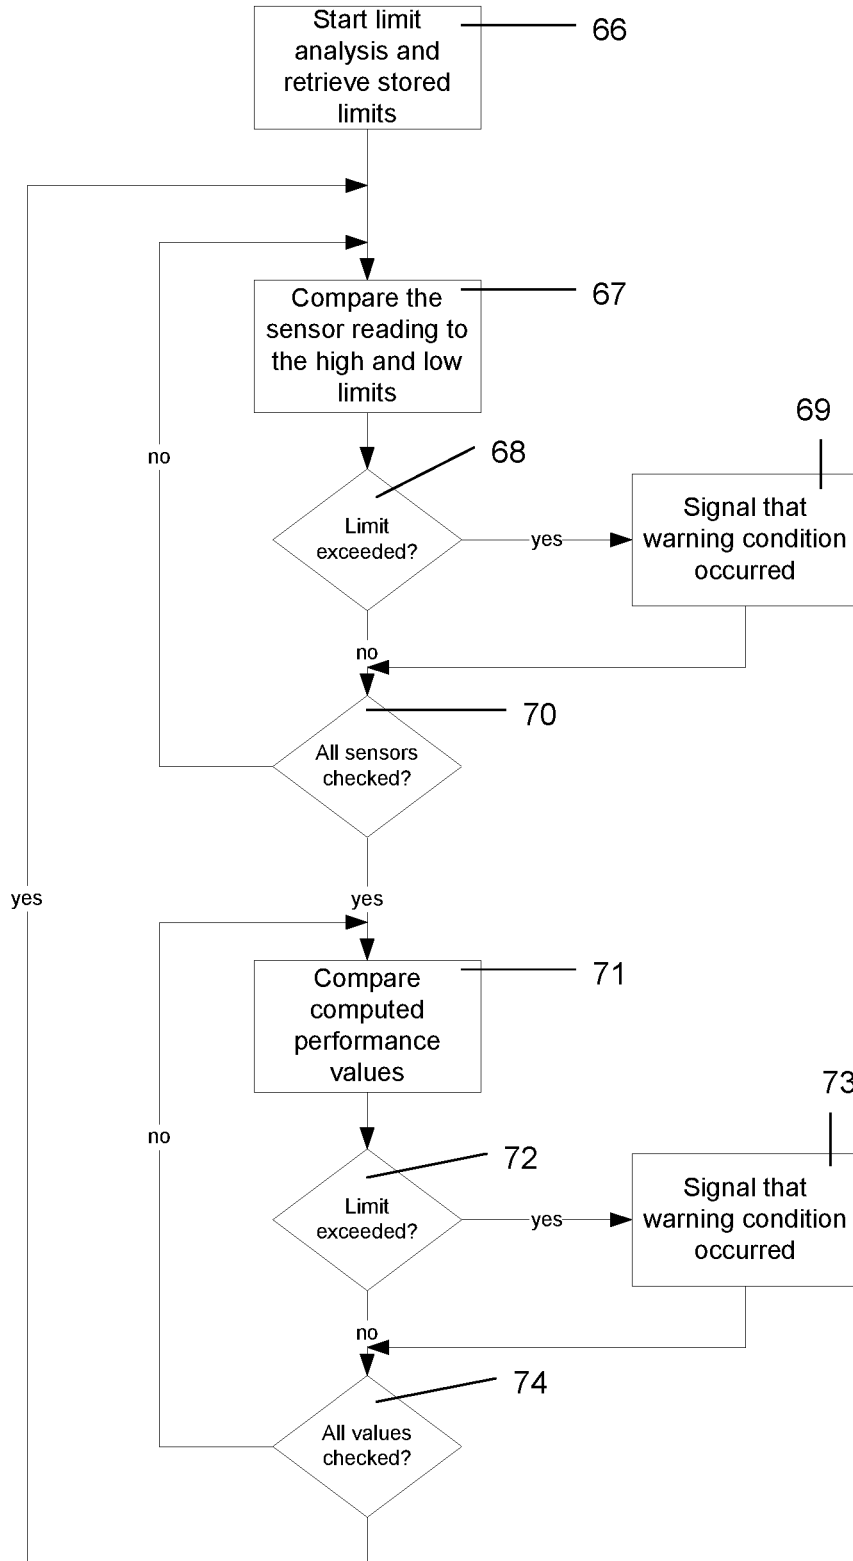 Start limit
analysis and
retrieve stored
limits
66
Compare the
sensor reading to
the high and low
limits
67
no
68
69
Limit
exceeded?
yes
Signal that
warning condition
occurred
no
70
All sensors
checked?
yes
yes
Compare
computed
performance
values
71
no
72
73
Limit
exceeded?
yes
Signal that
warning condition
occurred
no
74
All values
checked?